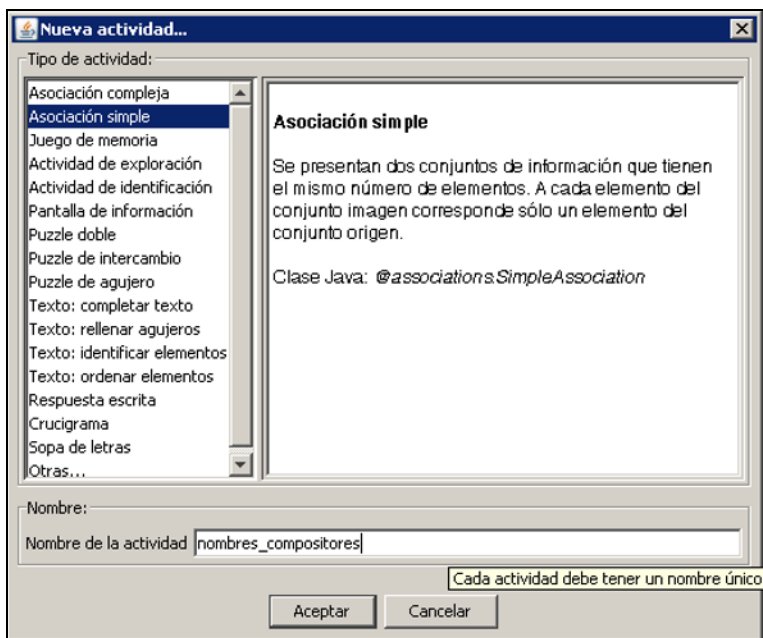 Nueva actividad...
Tipo de actividad:
Asociación compleja
Asociación simple
Juego de memoria
Actividad de exploración
Actividad de identificación
Pantalla de información
Puzzle doble
Puzzle de intercambio
Puzzle de agujero
Texto: completar texto
Texto: rellenar agujeros
Texto: identificar elementos
Texto: ordenar elementos
Respuesta escrita
Crucigrama
Sopa de letras
Otras...
Asociación simple
Se presentan dos conjuntos de información que tienen
el mismo número de elementos. A cada elemento del
conjunto imagen corresponde sólo un elemento del
conjunto origen.
Clase Java: @associations.SimpleAssociation
Nombre:
Nombre de la actividad nombres_compositores
Cada actividad debe tener un nombre único
Aceptar Cancelar